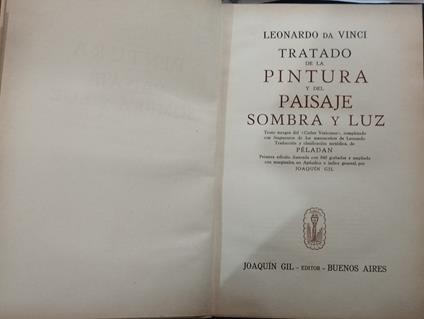 LEONARDO DA VINCI
TRATADO
DE LA
PINTURA
Y DEL
PAISAJE
SOMBRA Y LUZ
Texto íntegro del «Codex Vaticanus», completado
con fragmentos de los manuscritos de Leonardo
Traducción y clasificación metódica, de
PÉLADAN
Primera edición ilustrada con grabados y ampliada
con un Apéndice e índice general, por
JOAQUÍN GIL
JOAQUÍN GIL - EDITOR - BUENOS AIRES